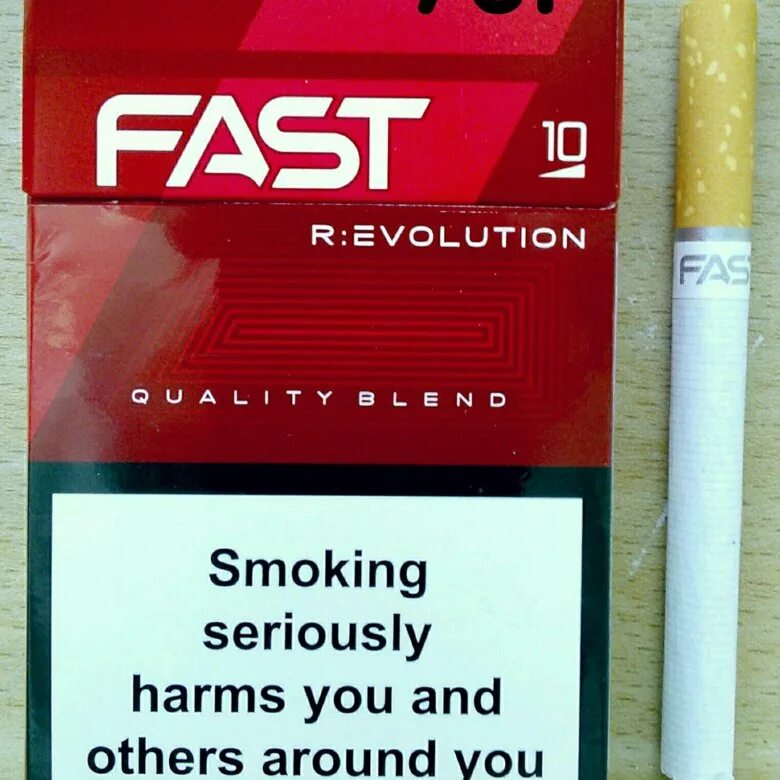 FAST
10
R:EVOLUTION
FAS
QUALITY BLEND
Smoking
seriously
harms you and
others around you